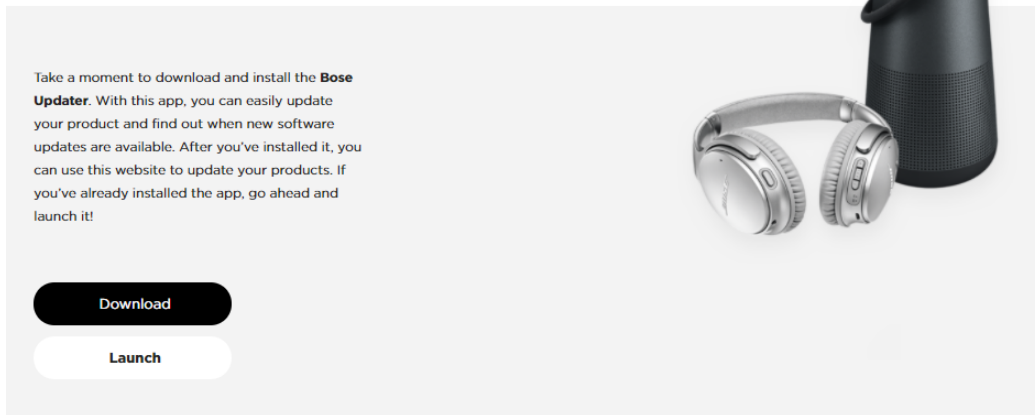 Take a moment to download and install the Bose
Updater. With this app, you can easily update
your product and find out when new software
updates are available. After you've installed it, you
can use this website to update your products. If
you've already installed the app, go ahead and
launch it!
Download
Launch